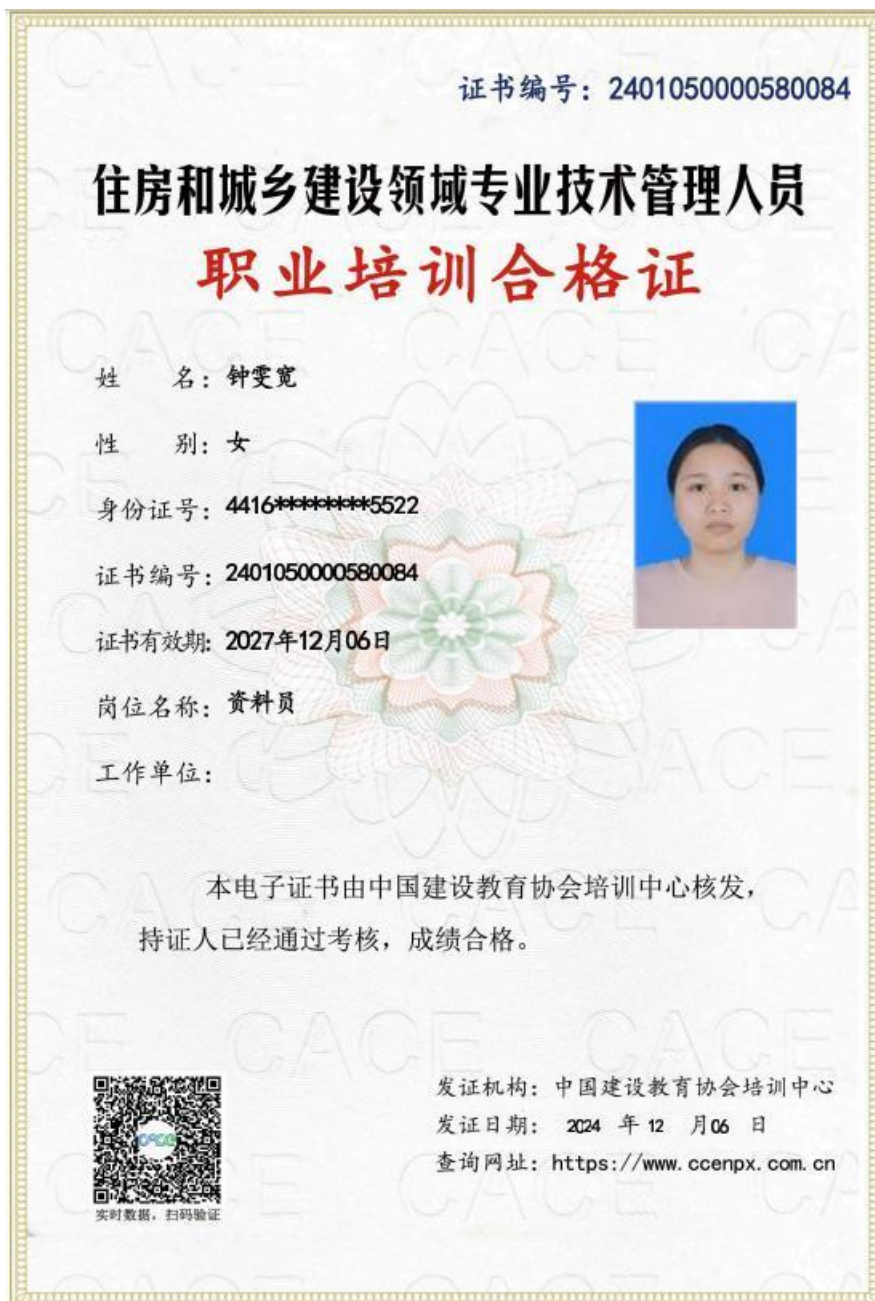 证书编号：2401050000580084
住房和城乡建设领域专业技术管理人员
职业培训合格证
姓 名：钟雯宽
性 别：女
身份证号：4416********5522
证书编号：2401050000580084
证书有效期：2027年12月06日
岗位名称：资料员
工作单位：
本电子证书由中国建设教育协会培训中心核发，
持证人已经通过考核，成绩合格。
发证机构：中国建设教育协会培训中心
发证日期： 2024 年 12 月 06 日
查询网址：https://www.ccenpx.com.cn
CACE
实时数据，扫码验证